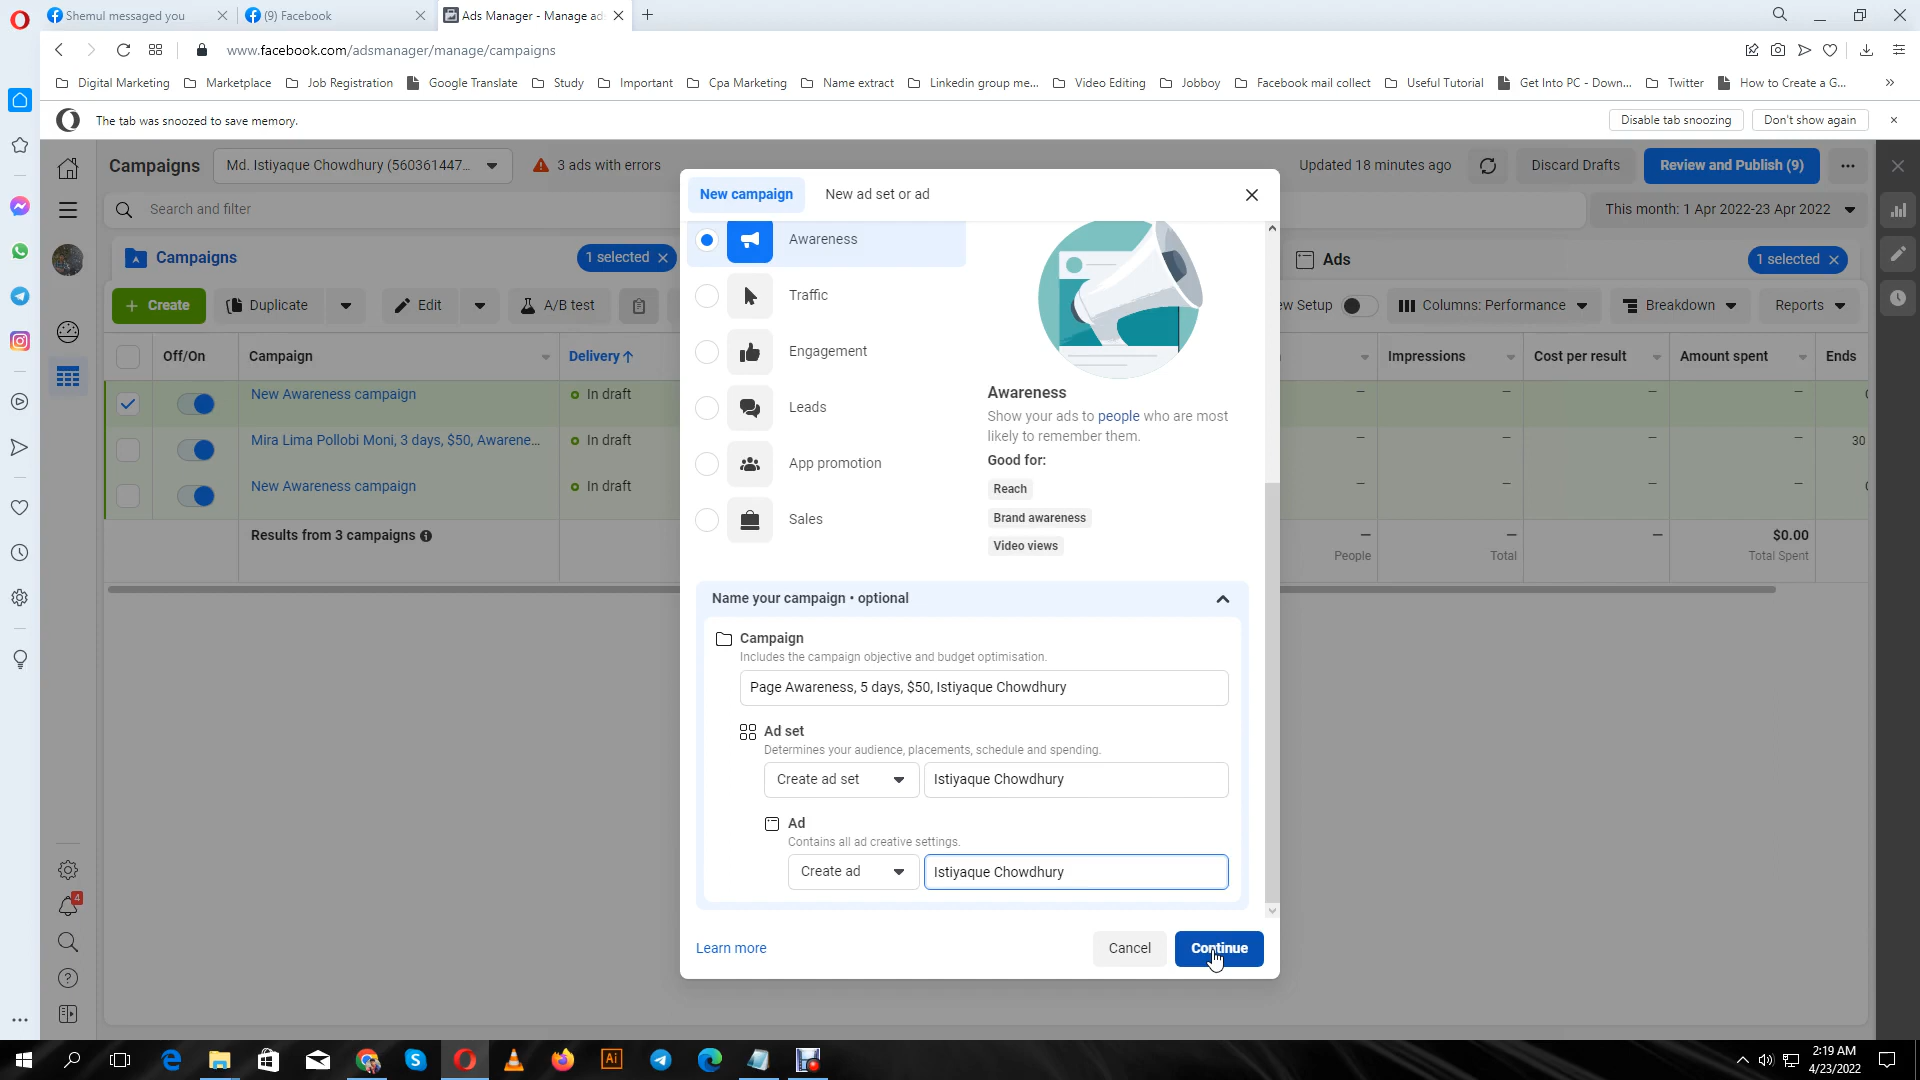 Shemul messaged you
(9) Facebook
Ads Manager - Manage ads
www.facebook.com/adsmanager/manage/campaigns
Digital Marketing
Marketplace
Job Registration
Google Translate
Study
Important
Cpa Marketing
Name extract
Linkedin group me...
Video Editing
Jobboy
Facebook mail collect
Useful Tutorial
Get Into PC - Down...
Twitter
How to Create a G...
»
The tab was snoozed to save memory.
Disable tab snoozing
Don't show again
Campaigns
Md. Istiyaque Chowdhury (560361447...
3 ads with errors
Updated 18 minutes ago
Discard Drafts
Review and Publish (9)
Search and filter
This month: 1 Apr 2022-23 Apr 2022
Campaigns
1 selected
Ads
1 selected
+ Create
Duplicate
Edit
A/B test
w Setup
Columns: Performance
Breakdown
Reports
Off/On
Campaign
Delivery ↑
Impressions
Cost per result
Amount spent
Ends
New Awareness campaign
In draft
Mira Lima Pollobi Moni, 3 days, $50, Awarene...
In draft
30
New Awareness campaign
In draft
Results from 3 campaigns
People
Total
$0.00
Total Spent
New campaign
New ad set or ad
Awareness
Traffic
Engagement
Leads
App promotion
Sales
Awareness
Show your ads to people who are most
likely to remember them.
Good for:
Reach
Brand awareness
Video views
Name your campaign • optional
Campaign
Includes the campaign objective and budget optimisation.
Page Awareness, 5 days, $50, Istiyaque Chowdhury
Ad set
Determines your audience, placements, schedule and spending.
Create ad set
Istiyaque Chowdhury
Ad
Contains all ad creative settings.
Create ad
Istiyaque Chowdhury
Learn more
Cancel
Continue
4
2:19 AM
4/23/2022